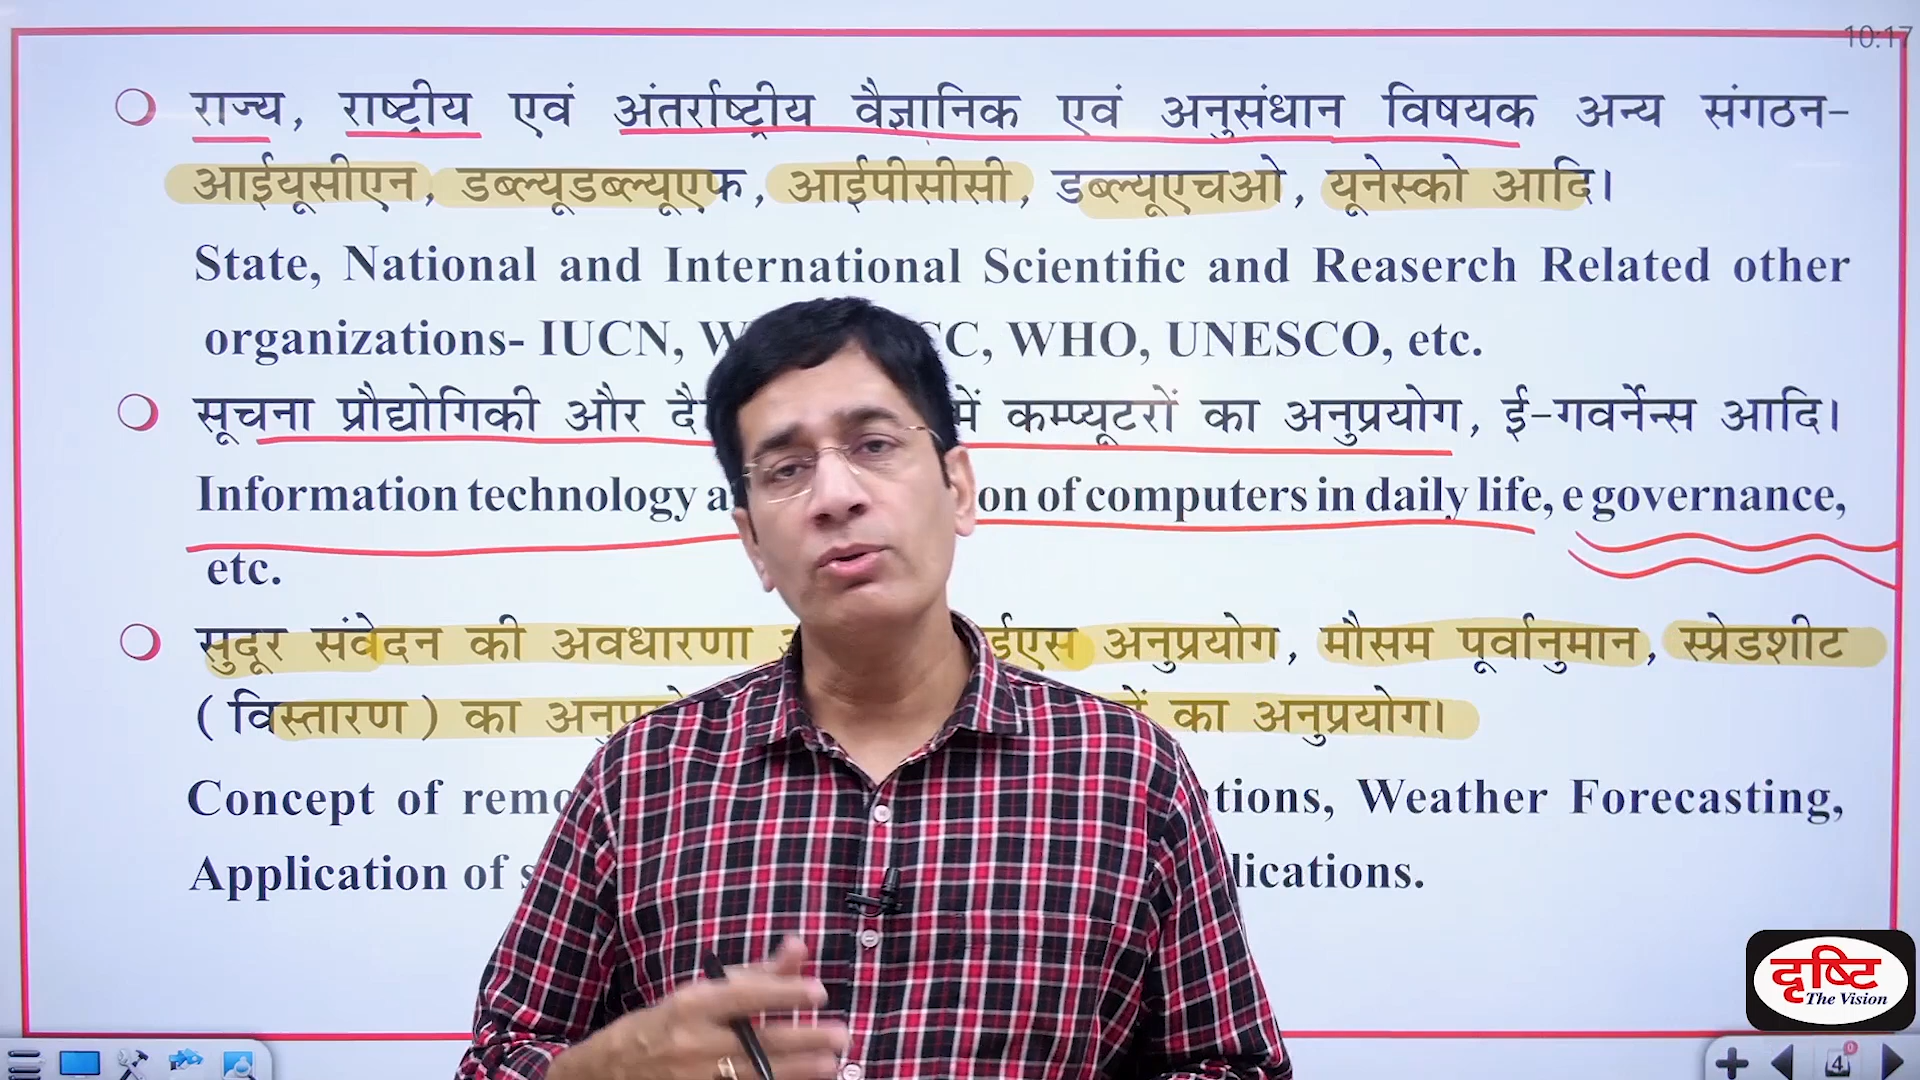 10:17
राज्य, राष्ट्रीय एवं अंतर्राष्ट्रीय वैज्ञानिक एवं अनुसंधान विषयक अन्य संगठन-
आईयूसीएन, डब्ल्यूडब्ल्यूएफ, आईपीसीसी, डब्ल्यूएचओ, यूनेस्को आदि।
State, National and International Scientific and Reaserch Related other
organizations- IUCN, WHO, UNESCO, etc.
सूचना प्रौद्योगिकी और में कम्प्यूटरों का अनुप्रयोग, ई-गवर्नेन्स आदि।
Information technology of computers in daily life, e governance,
etc.
सुदूर संवेदन की अवधारणा अनुप्रयोग, मौसम पूर्वानुमान, स्प्रेडशीट
(विस्तारण) का का अनुप्रयोग।
Concept of Weather Forecasting,
Application of
दृष्टि
The Vision
4
0